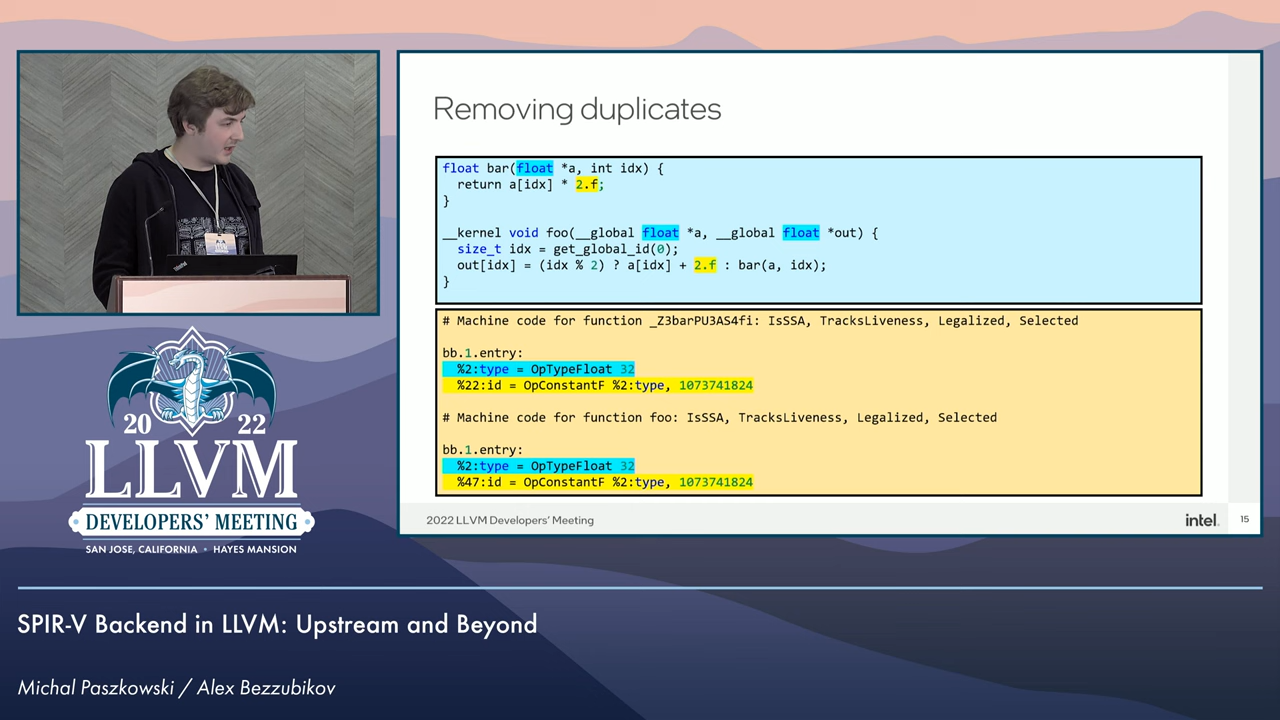 Removing duplicates
float bar(float *a, int idx) {
return a[idx] * 2.f;
}
__kernel void foo(__global float *a, __global float *out) {
size_t idx = get_global_id(0);
out[idx] = (idx % 2) ? a[idx] + 2.f : bar(a, idx);
}
# Machine code for function _Z3barPU3AS4fi: IsSSA, TracksLiveness, Legalized, Selected
bb.1.entry:
%2:type = OpTypeFloat 32
%22:id = OpConstantF %2:type, 1073741824
# Machine code for function foo: IsSSA, TracksLiveness, Legalized, Selected
bb.1.entry:
%2:type = OpTypeFloat 32
%47:id = OpConstantF %2:type, 1073741824
2022 LLVM Developers' Meeting
intel.
15
2022
LLVM
DEVELOPERS' MEETING
SAN JOSE, CALIFORNIA • HAYES MANSION
SPIR-V Backend in LLVM: Upstream and Beyond
Michal Paszkowski / Alex Bezzubikov